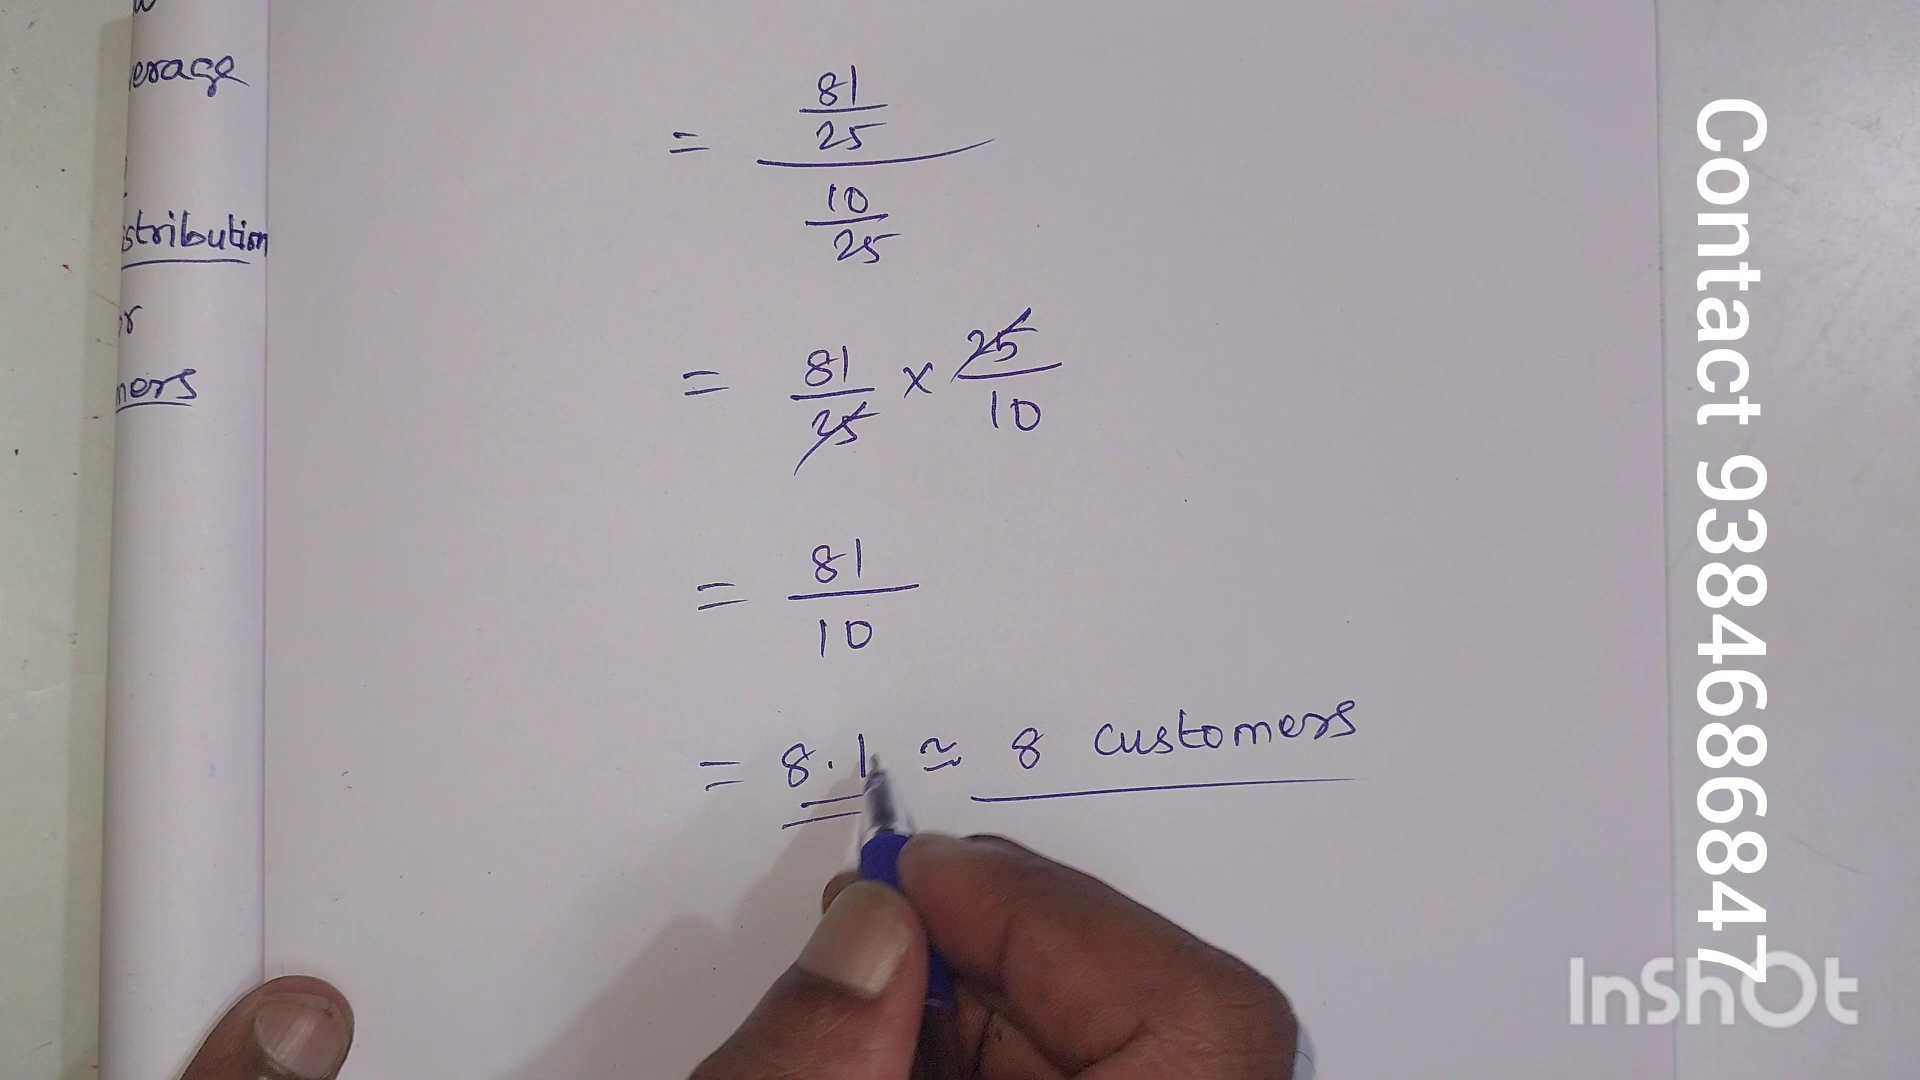 erage
stribution
mers
= 81/25 / 10/25
= 81/25 × 25/10
= 81/10
= 8.1 ≃ 8 customers
Contact 9384686847
InShOt